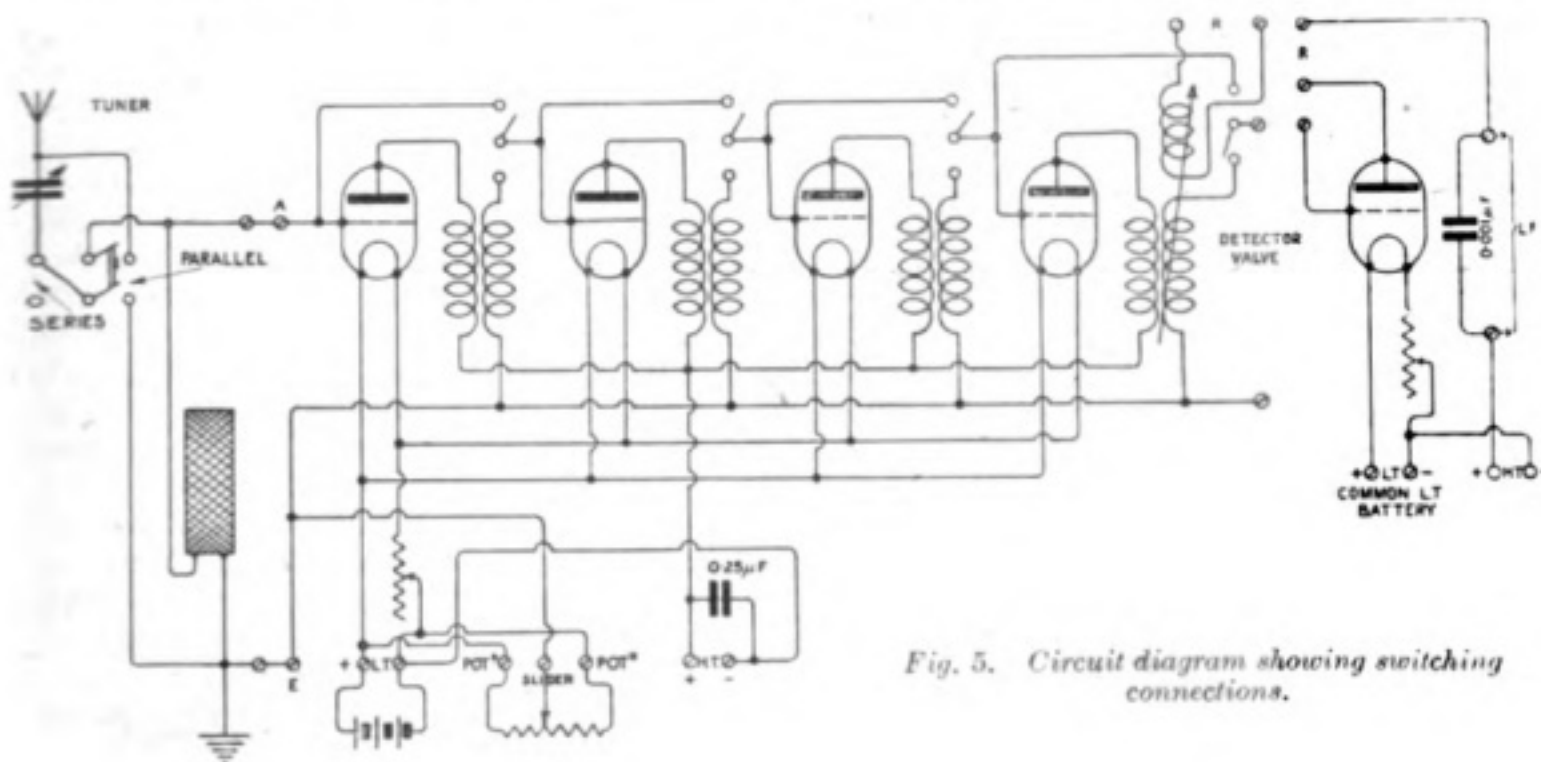 TUNER
R
R
A
PARALLEL
SERIES
DETECTOR
VALVE
LF
+ LT -
COMMON LT
BATTERY
+ HT
0.25μF
E
+ LT
POT
SLIDER
POT
HT
+ -
Fig. 5. Circuit diagram showing switching
connections.